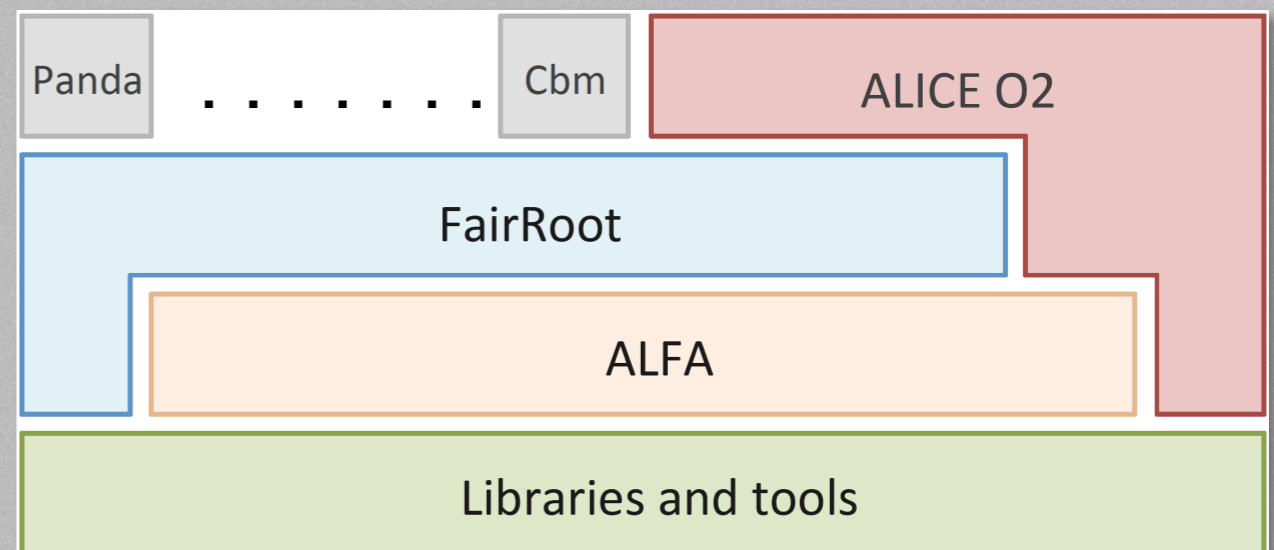 Panda
. . . . . . .
Cbm
ALICE O2
FairRoot
ALFA
Libraries and tools